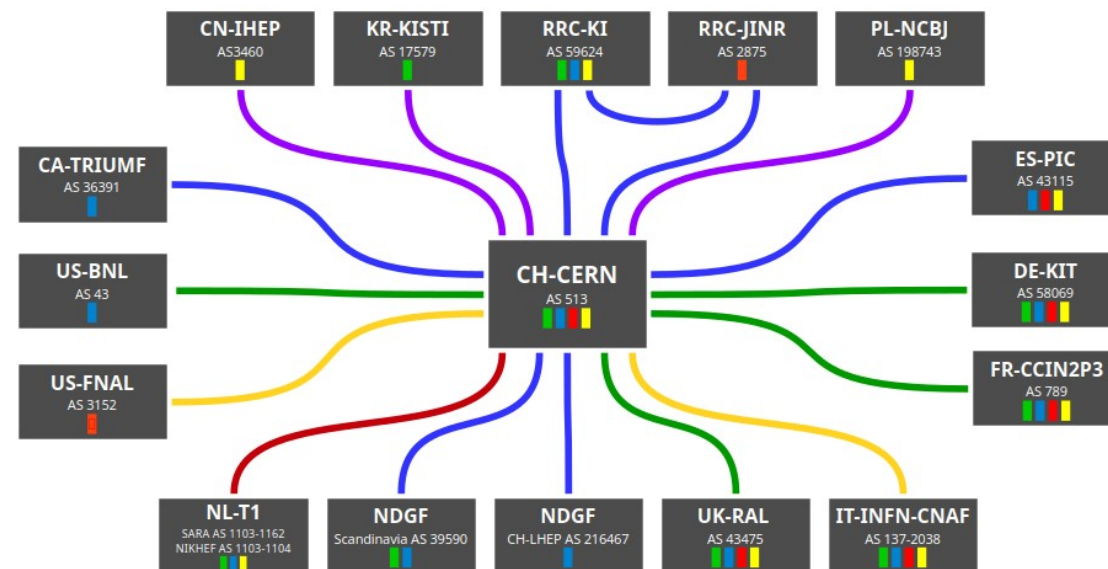 CN-IHEP
AS3460
KR-KISTI
AS 17579
RRC-KI
AS 59624
RRC-JINR
AS 2875
PL-NCBJ
AS 198743
CA-TRIUMF
AS 36391
ES-PIC
AS 43115
US-BNL
AS 43
CH-CERN
AS 513
DE-KIT
AS 58069
US-FNAL
AS 3152
FR-CCIN2P3
AS 789
NL-T1
SARA AS 1103-1162
NIKHEF AS 1103-1104
NDGF
Scandinavia AS 39590
NDGF
CH-LHEP AS 216467
UK-RAL
AS 43475
IT-INFN-CNAF
AS 137-2038